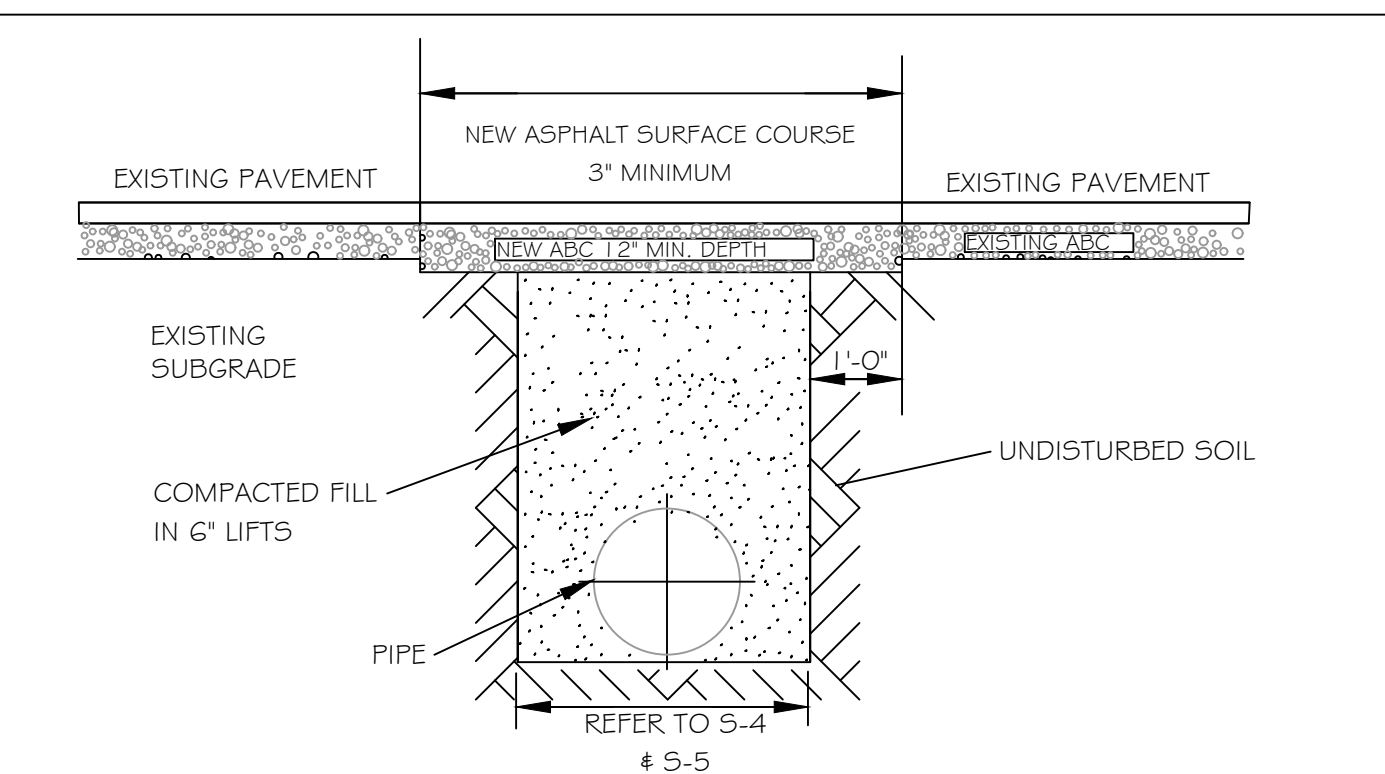 NEW ASPHALT SURFACE COURSE
3" MINIMUM
EXISTING PAVEMENT
EXISTING PAVEMENT
NEW ABC 12" MIN. DEPTH
EXISTING ABC
EXISTING
SUBGRADE
1'-0"
UNDISTURBED SOIL
COMPACTED FILL
IN 6" LIFTS
PIPE
REFER TO S-4
& S-5